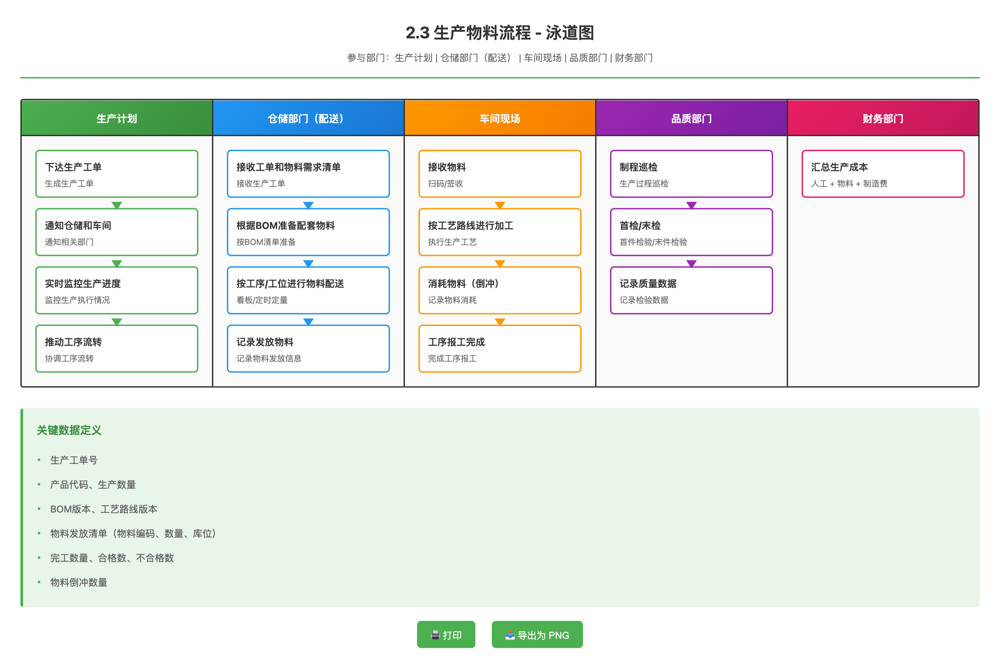 2.3 生产物料流程 - 泳道图
参与部门：生产计划 | 仓储部门（配送） | 车间现场 | 品质部门 | 财务部门
生产计划
下达生产工单
生成生产工单
通知仓储和车间
通知相关部门
实时监控生产进度
监控生产执行情况
推动工序流转
协调工序流转
仓储部门（配送）
接收工单和物料需求清单
接收生产工单
根据BOM准备配套物料
按BOM清单准备
按工序/工位进行物料配送
看板/定时定量
记录发放物料
记录物料发放信息
车间现场
接收物料
扫码/签收
按工艺路线进行加工
执行生产工艺
消耗物料（倒冲）
记录物料消耗
工序报工完成
完成工序报工
品质部门
制程巡检
生产过程巡检
首检/末检
首件检验/末件检验
记录质量数据
记录检验数据
财务部门
汇总生产成本
人工 + 物料 + 制造费
关键数据定义
• 生产工单号
• 产品代码、生产数量
• BOM版本、工艺路线版本
• 物料发放清单（物料编码、数量、库位）
• 完工数量、合格数、不合格数
• 物料倒冲数量
打印
导出为 PNG